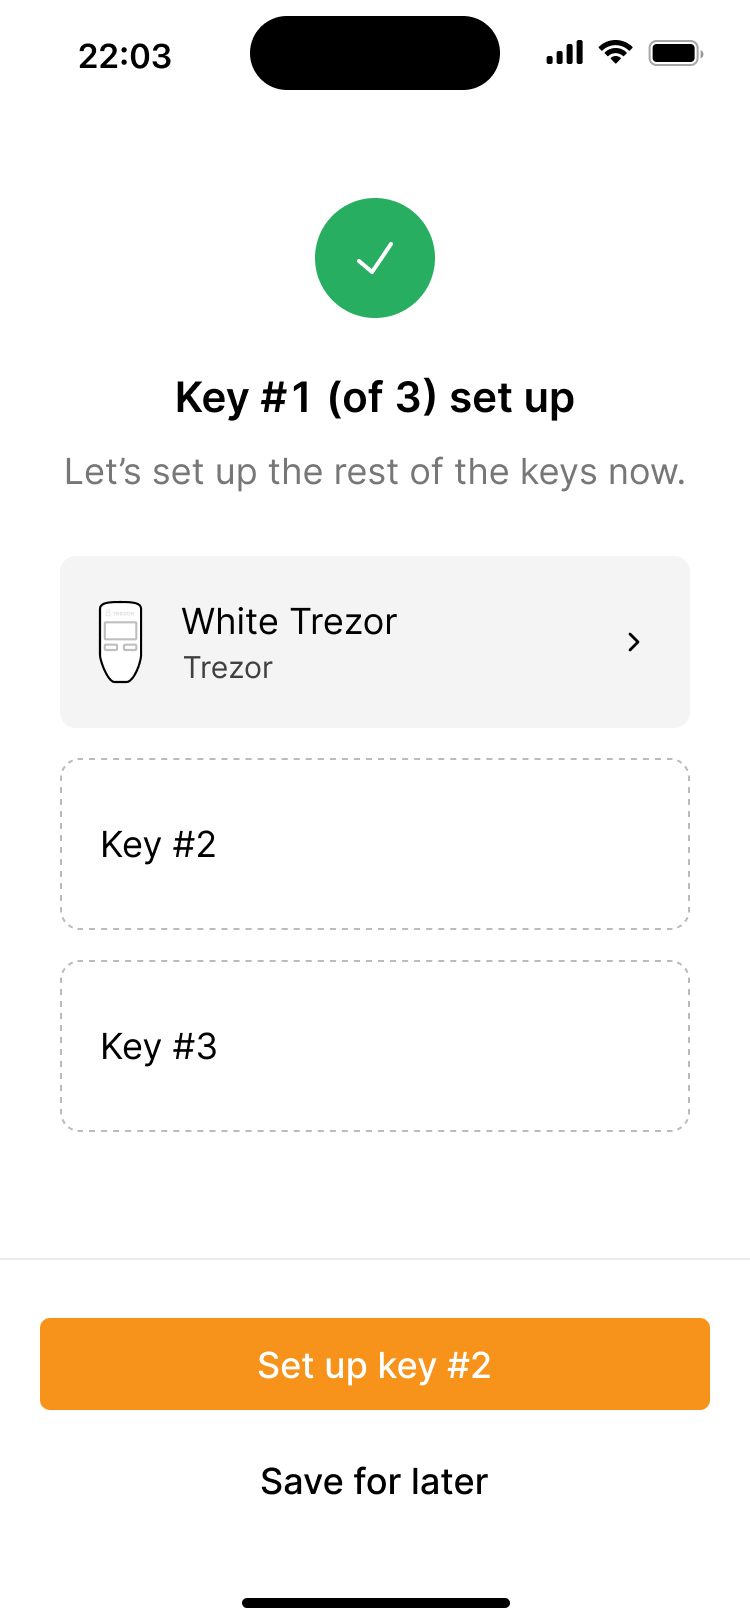 22:03
Key #1 (of 3) set up
Let’s set up the rest of the keys now.
TREZOR
White Trezor
Trezor
Key #2
Key #3
Set up key #2
Save for later